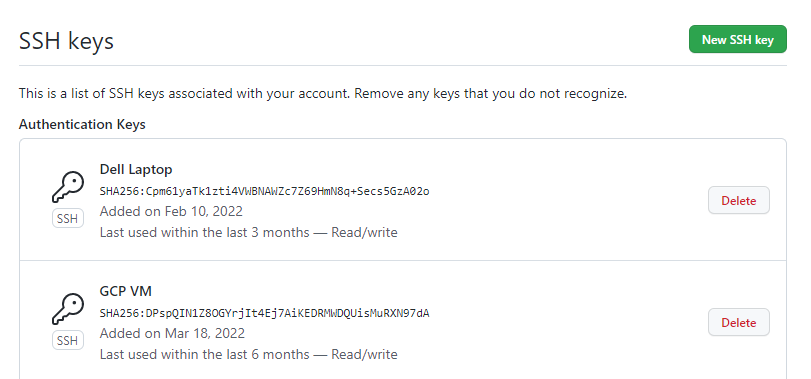 SSH keys
New SSH key
This is a list of SSH keys associated with your account. Remove any keys that you do not recognize.
Authentication Keys
Dell Laptop
SHA256:Cpm61yaTk1zti4VWBNAWZc7Z69HmN8q+Secs5GzA02o
Added on Feb 10, 2022
Last used within the last 3 months — Read/write
SSH
Delete
GCP VM
SHA256:DPspQIN1Z8OGYrjIt4Ej7AiKEDRMWDQUisMuRXN97dA
Added on Mar 18, 2022
Last used within the last 6 months — Read/write
SSH
Delete